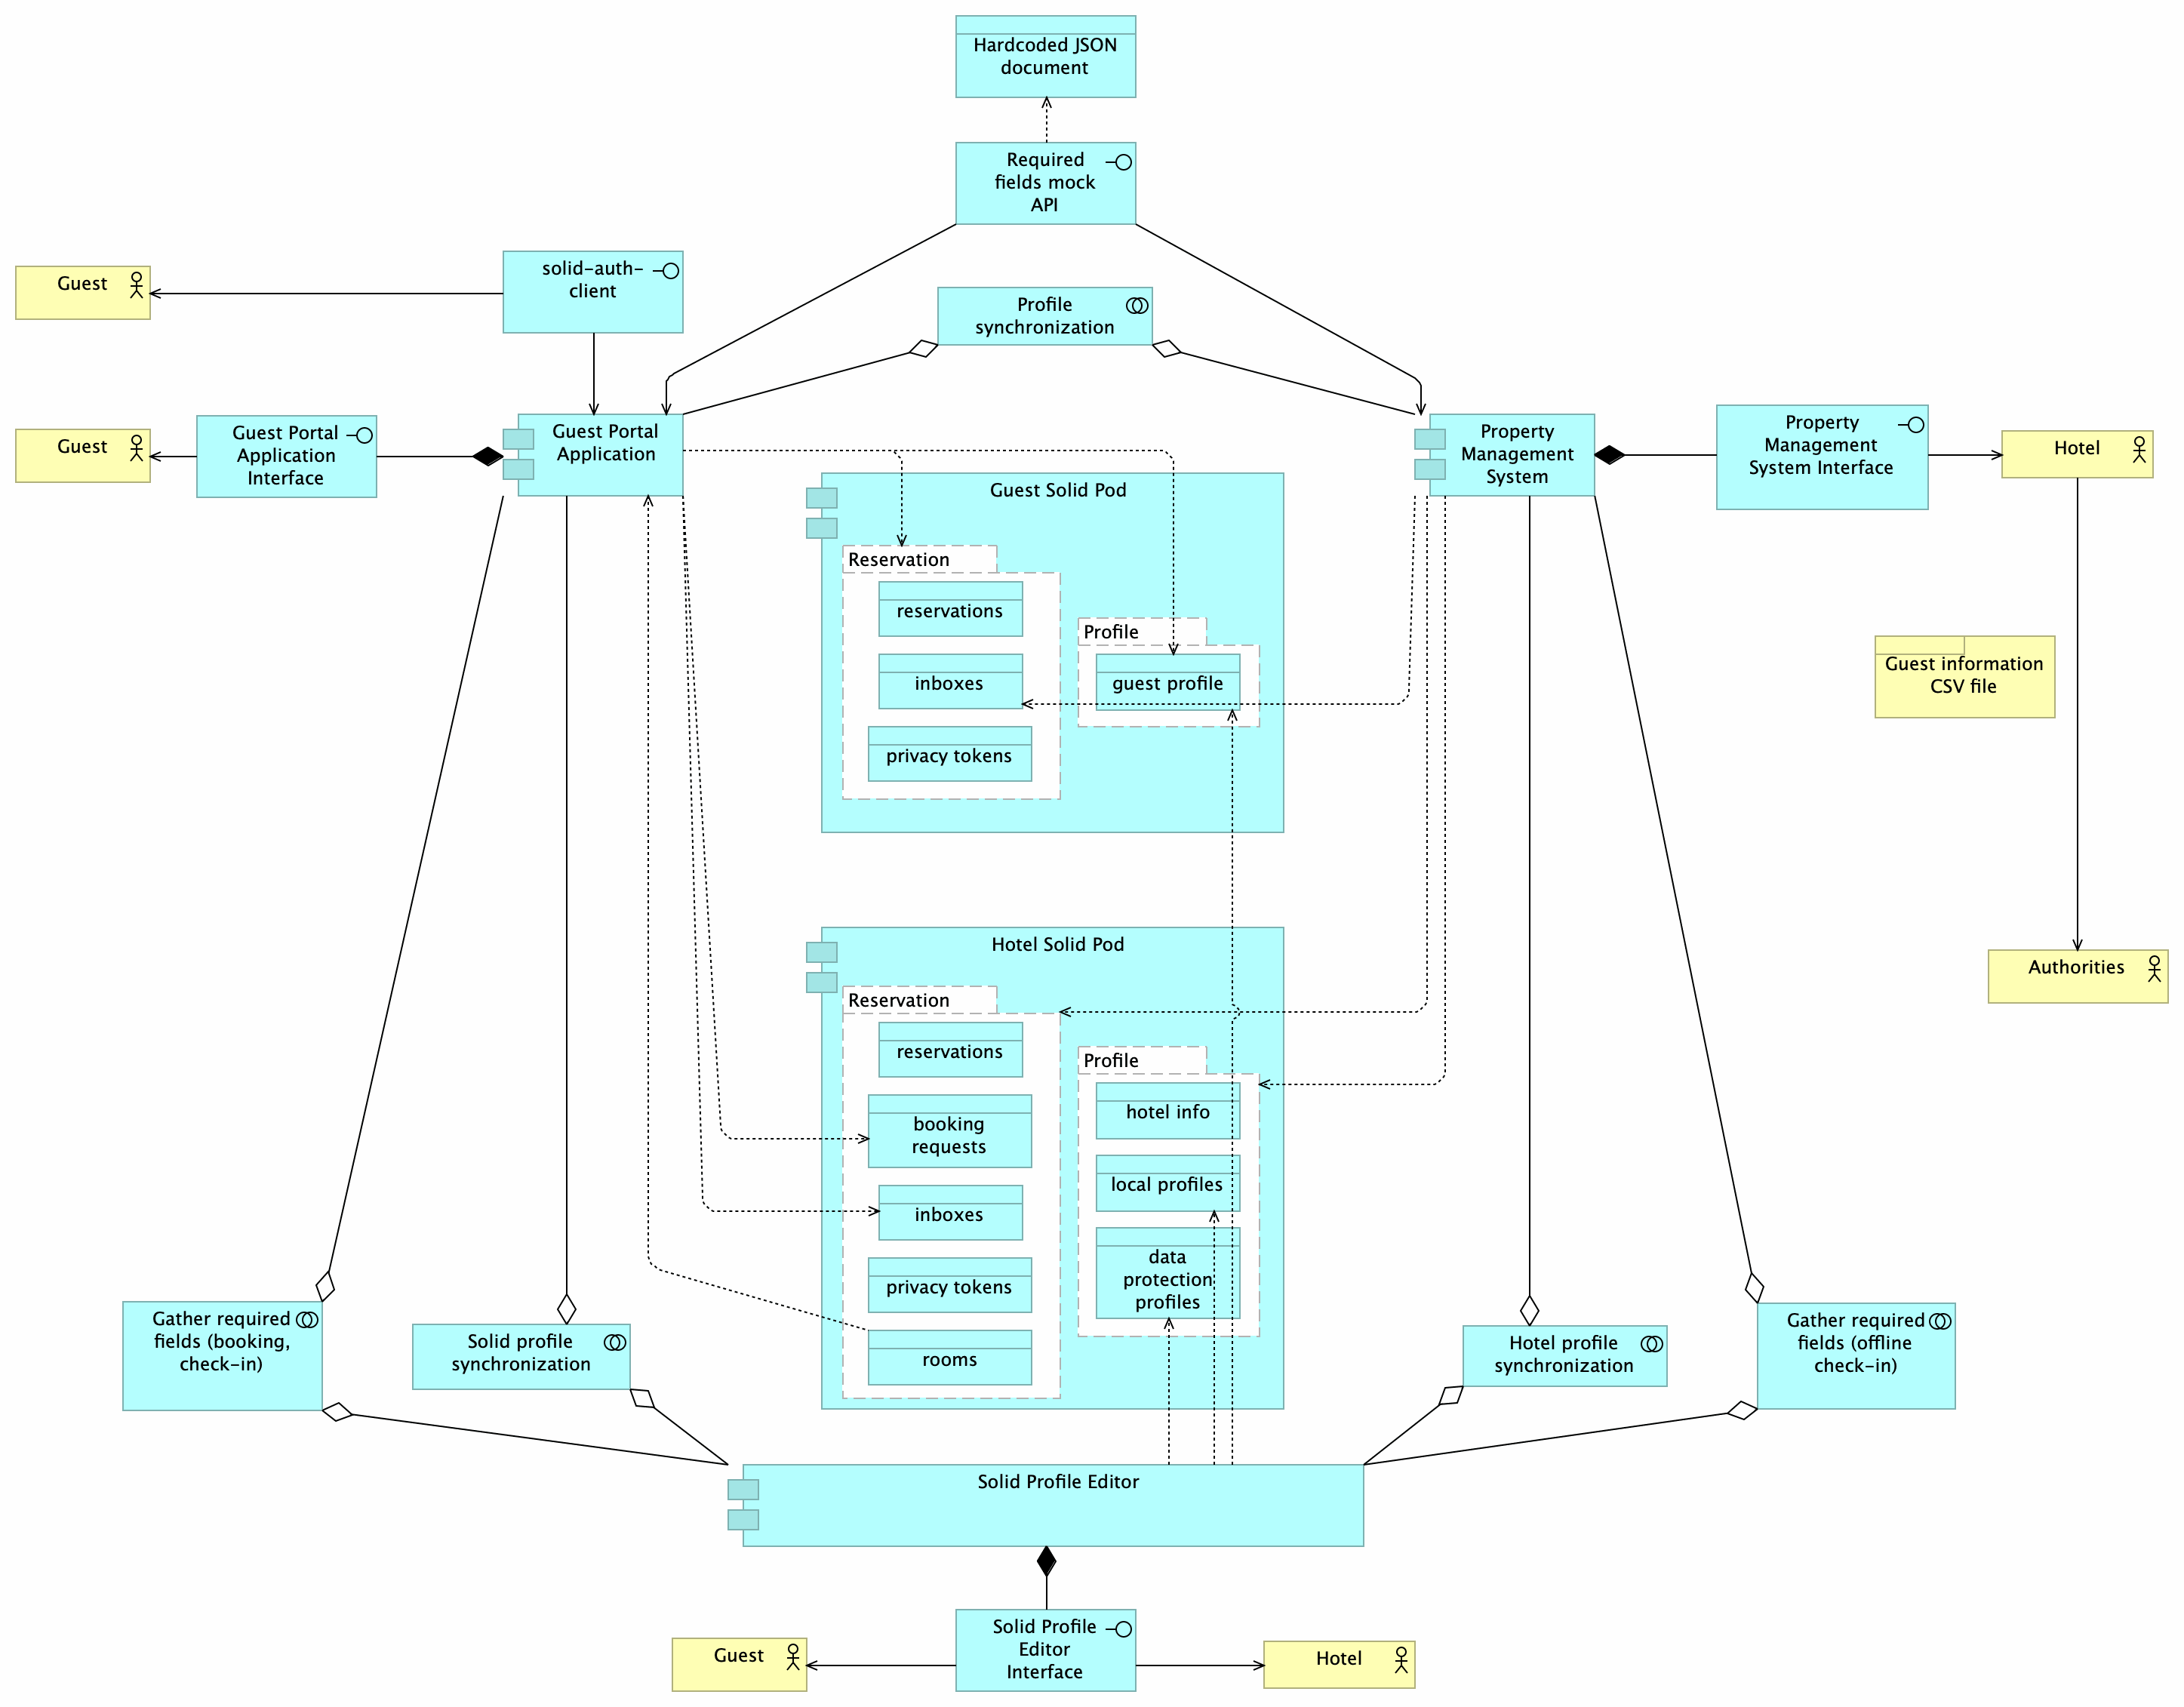 Hardcoded JSON
document
Required
fields mock
API
solid-auth-
client
Guest
Profile
synchronization
Guest
Guest Portal
Application
Interface
Guest Portal
Application
Property
Management
System
Property
Management
System Interface
Hotel
Guest Solid Pod
Reservation
reservations
inboxes
privacy tokens
Profile
guest profile
Guest information
CSV file
Authorities
Hotel Solid Pod
Reservation
reservations
booking
requests
inboxes
privacy tokens
rooms
Profile
hotel info
local profiles
data
protection
profiles
Gather required
fields (booking,
check-in)
Solid profile
synchronization
Hotel profile
synchronization
Gather required
fields (offline
check-in)
Solid Profile Editor
Solid Profile
Editor
Interface
Guest
Hotel